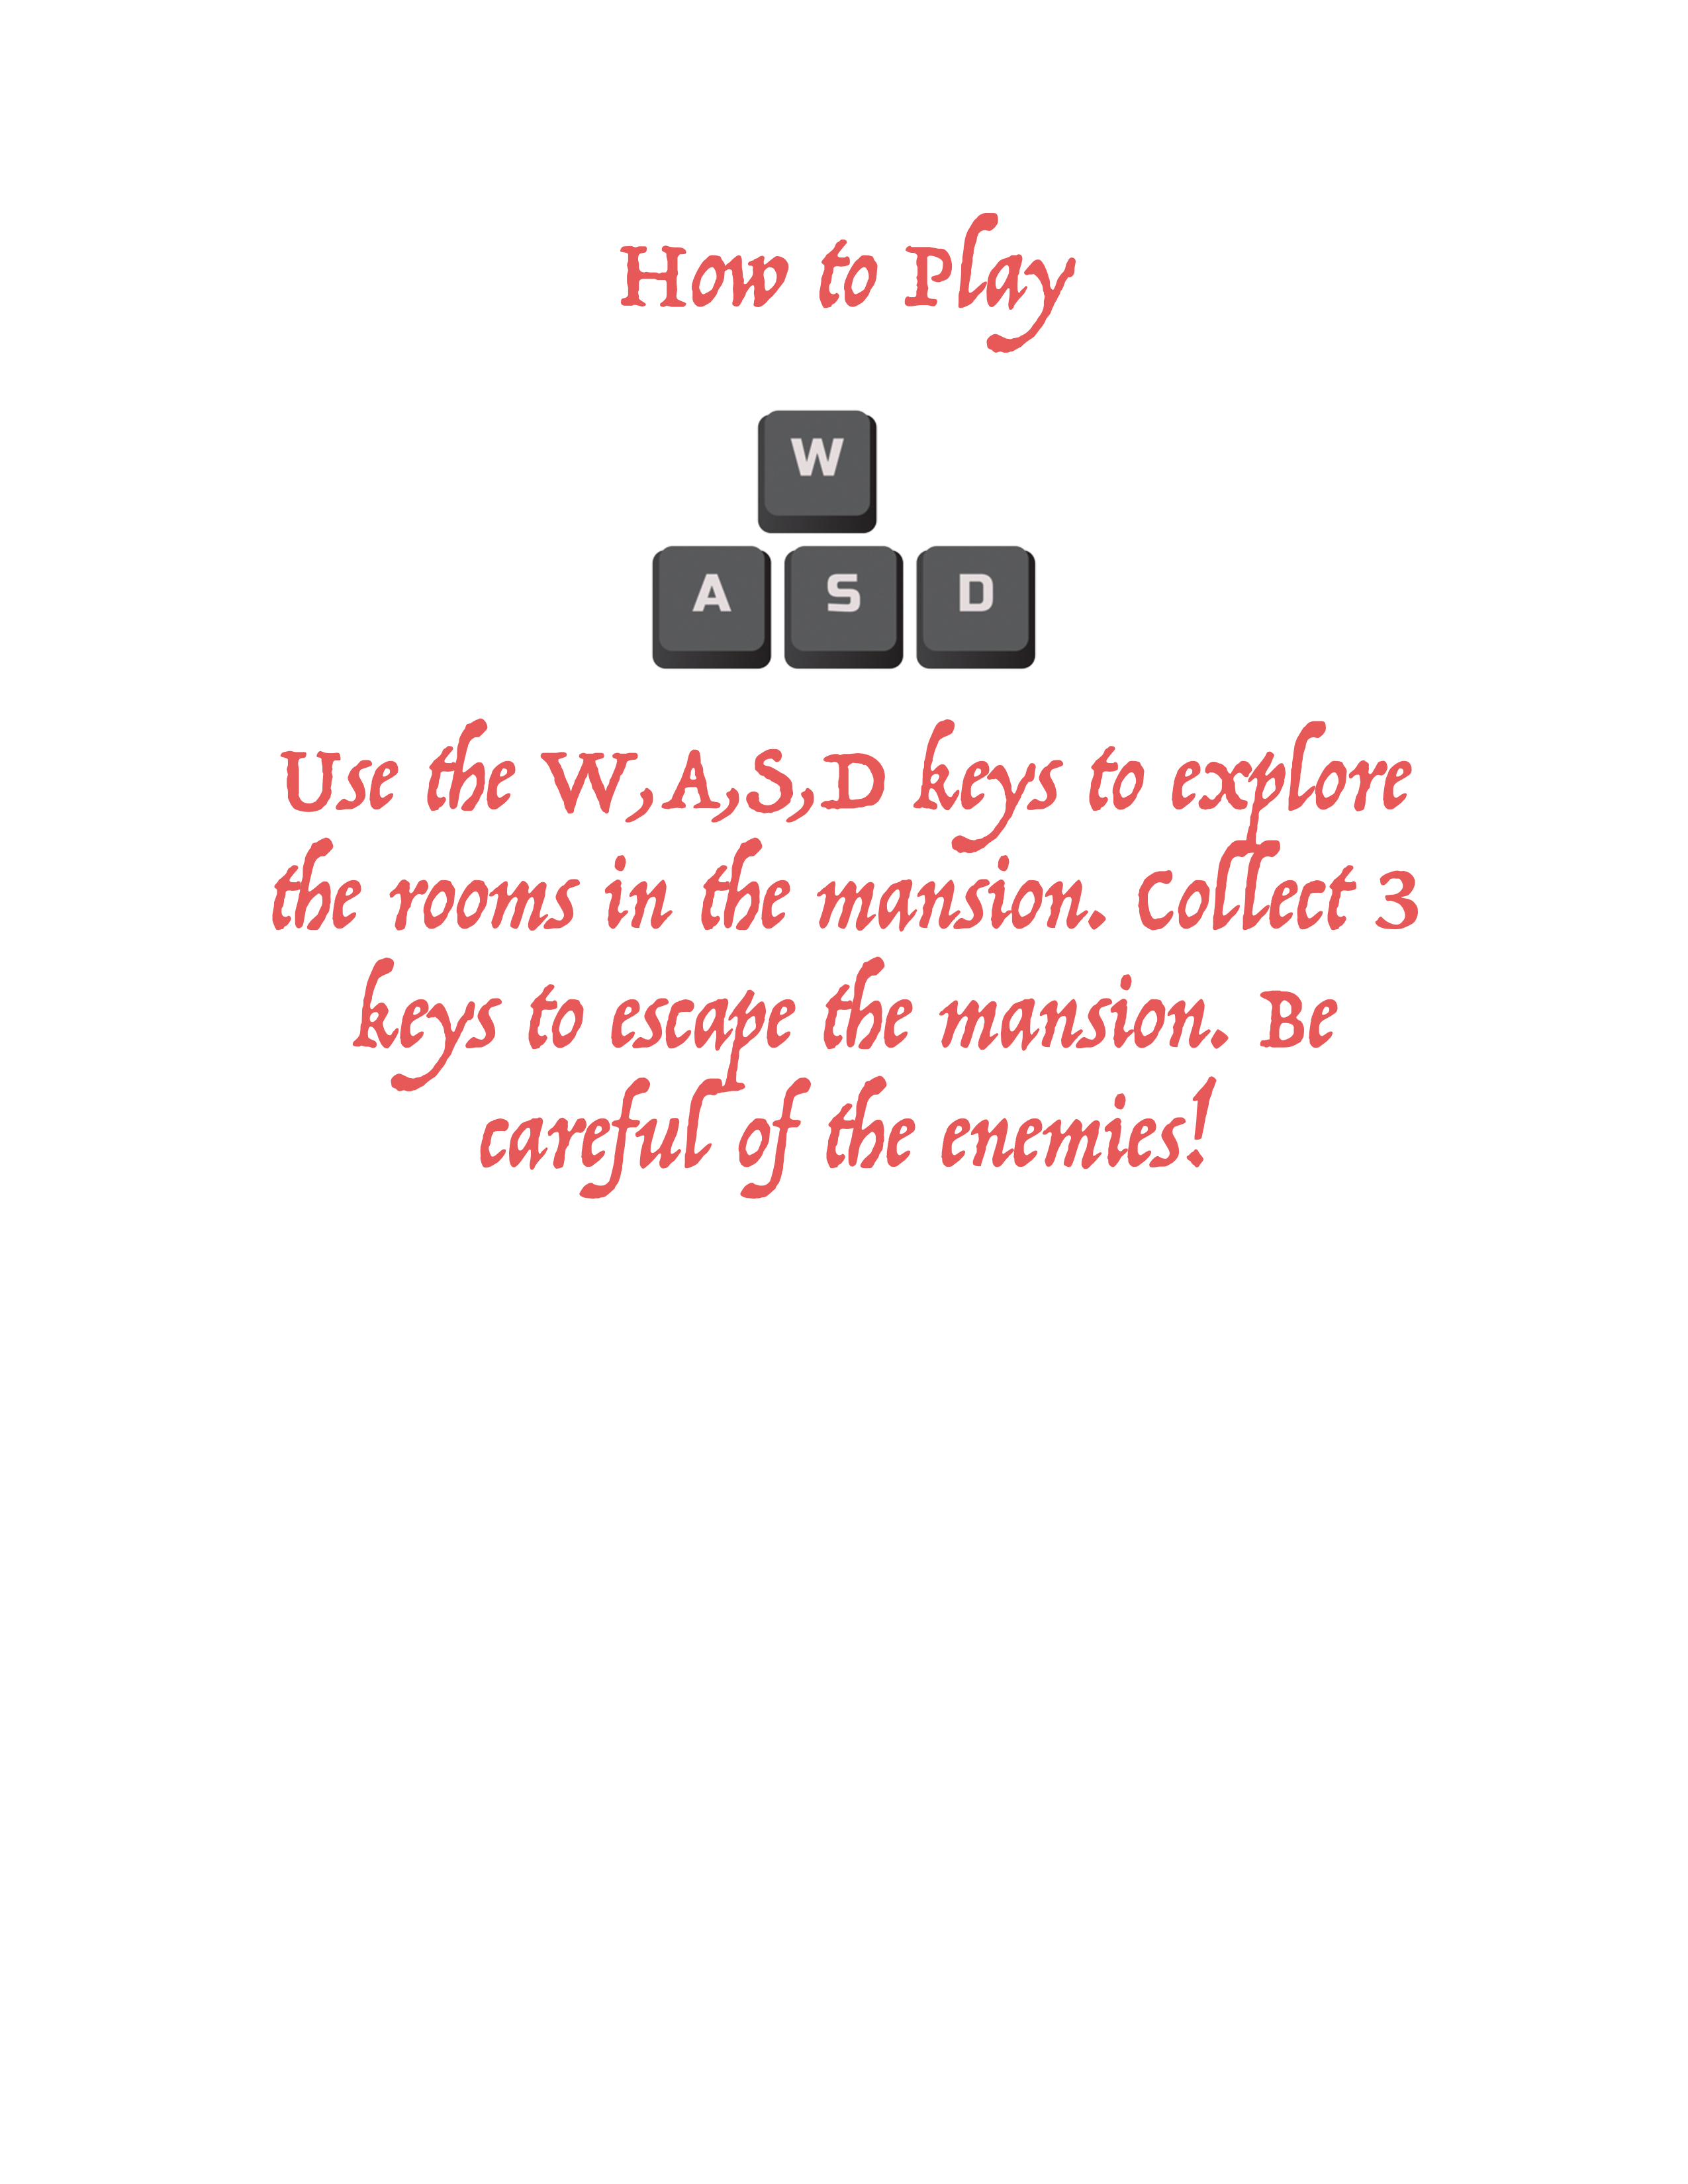 How to Play
W
A S D
Use the W,A,S,D keys to explore
the rooms in the mansion. Collect 3
keys to escape the mansion. Be
careful of the enemies!